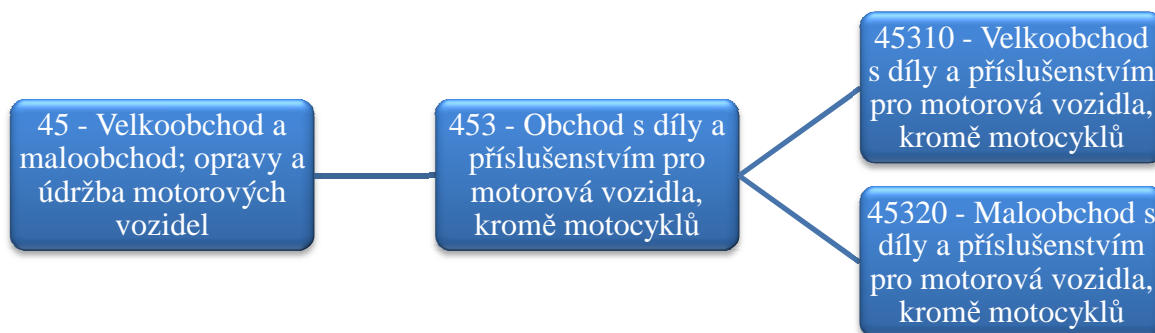 45 - Velkoobchod a
maloobchod; opravy a
údržba motorových
vozidel
453 - Obchod s díly a
příslušenstvím pro
motorová vozidla,
kromě motocyklů
45310 - Velkoobchod
s díly a příslušenstvím
pro motorová vozidla,
kromě motocyklů
45320 - Maloobchod s
díly a příslušenstvím
pro motorová vozidla,
kromě motocyklů